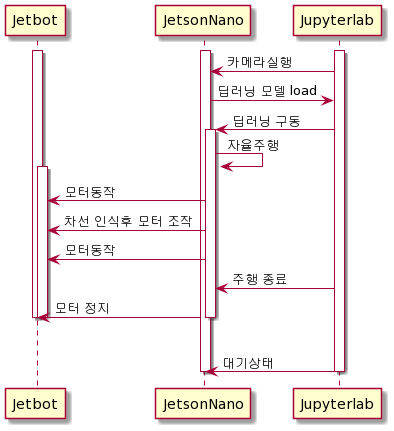 Jetbot JetsonNano Jupyterlab
카메라실행
딥러닝 모델 load
딥러닝 구동
자율주행
모터동작
차선 인식후 모터 조작
모터동작
주행 종료
모터 정지
대기상태
Jetbot JetsonNano Jupyterlab